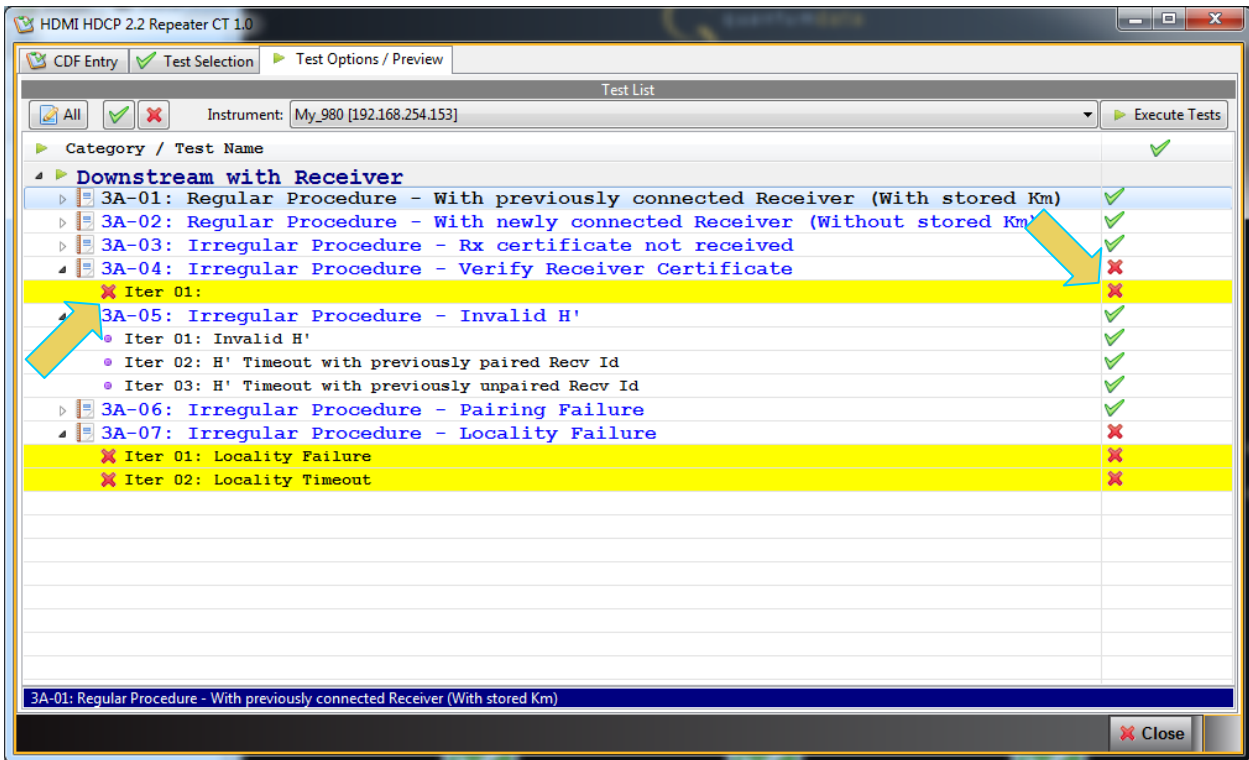 HDMI HDCP 2.2 Repeater CT 1.0
quantumdata
CDF Entry Test Selection Test Options / Preview
Test List
All Instrument: My_980 [192.168.254.153] Execute Tests
Category / Test Name
Downstream with Receiver
3A-01: Regular Procedure - With previously connected Receiver (With stored Km)
3A-02: Regular Procedure - With newly connected Receiver (Without stored Km)
3A-03: Irregular Procedure - Rx certificate not received
3A-04: Irregular Procedure - Verify Receiver Certificate
Iter 01:
3A-05: Irregular Procedure - Invalid H'
Iter 01: Invalid H'
Iter 02: H' Timeout with previously paired Recv Id
Iter 03: H' Timeout with previously unpaired Recv Id
3A-06: Irregular Procedure - Pairing Failure
3A-07: Irregular Procedure - Locality Failure
Iter 01: Locality Failure
Iter 02: Locality Timeout
3A-01: Regular Procedure - With previously connected Receiver (With stored Km)
Close